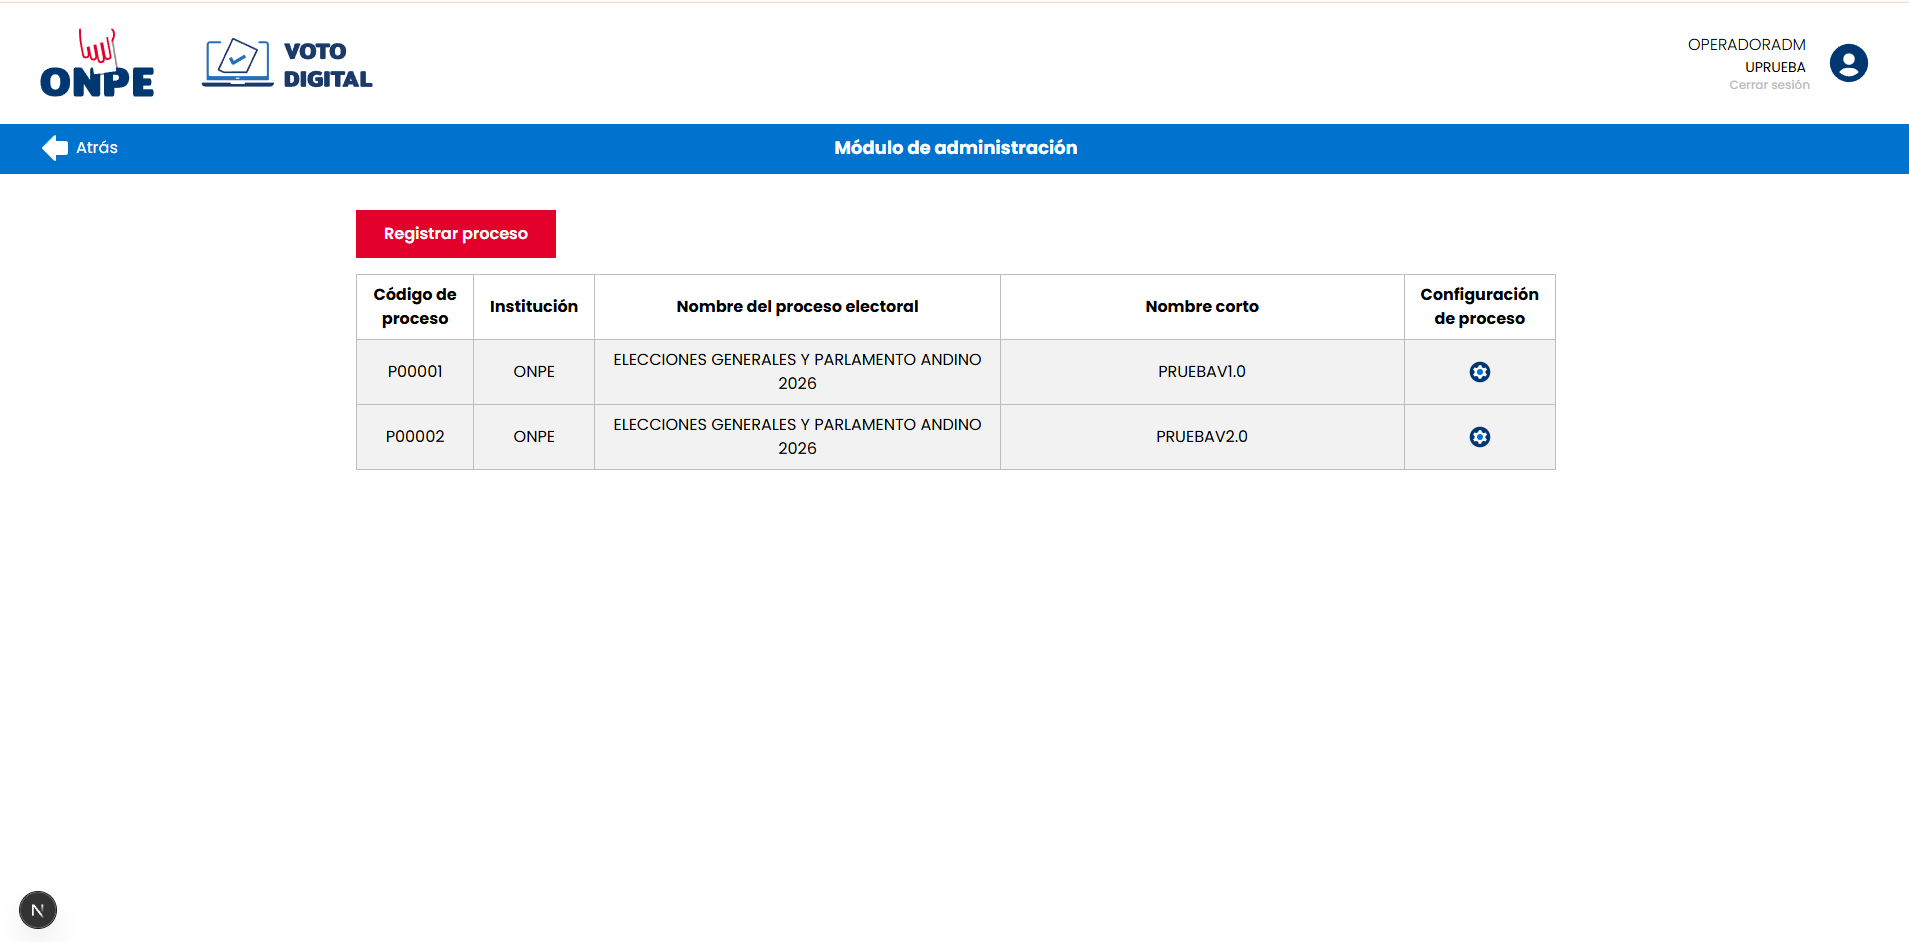 ONPE
VOTO
DIGITAL
OPERADORADM
UPRUEBA
Cerrar sesión
Atrás
Módulo de administración
Registrar proceso
Código de
proceso
Institución
Nombre del proceso electoral
Nombre corto
Configuración
de proceso
P00001
ONPE
ELECCIONES GENERALES Y PARLAMENTO ANDINO
2026
PRUEBAV1.0
P00002
ONPE
ELECCIONES GENERALES Y PARLAMENTO ANDINO
2026
PRUEBAV2.0
N